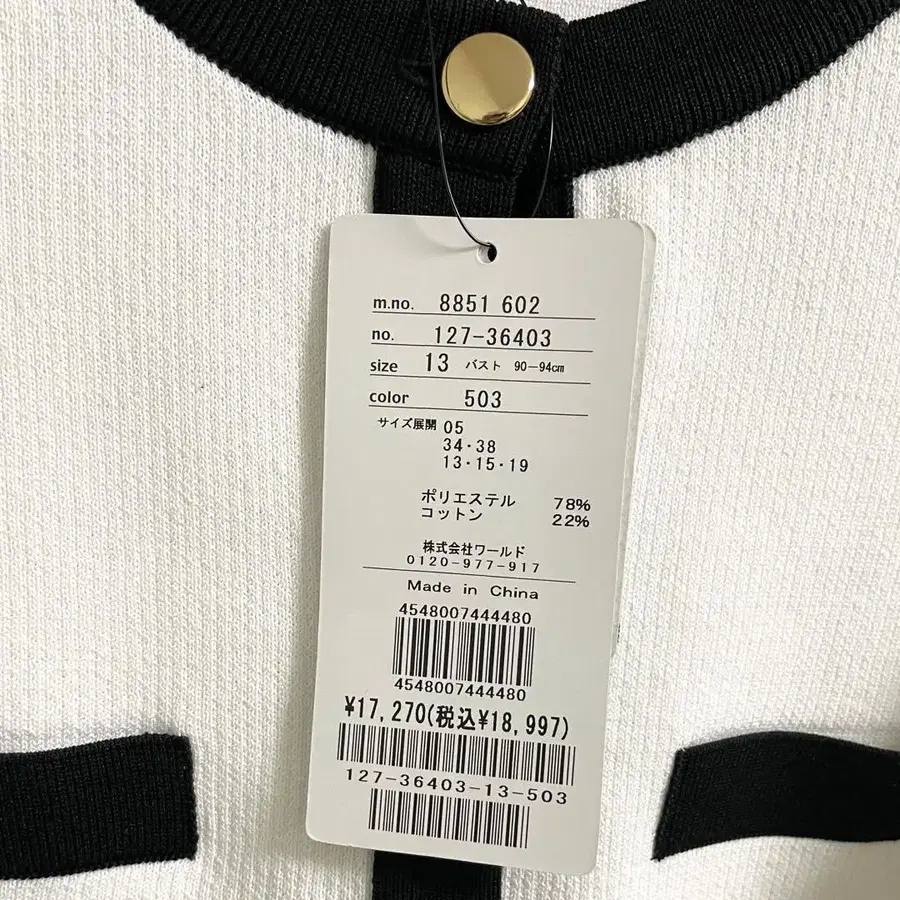 m.no. 8851 602
no. 127-36403
size 13 バスト 90-94cm
color 503
サイズ展開 05
34・38
13・15・19
ポリエステル 78%
コットン 22%
株式会社ワールド
0120-977-917
Made in China
4548007444480
4548007444480
¥17,270(税込¥18,997)
127-36403-13-503